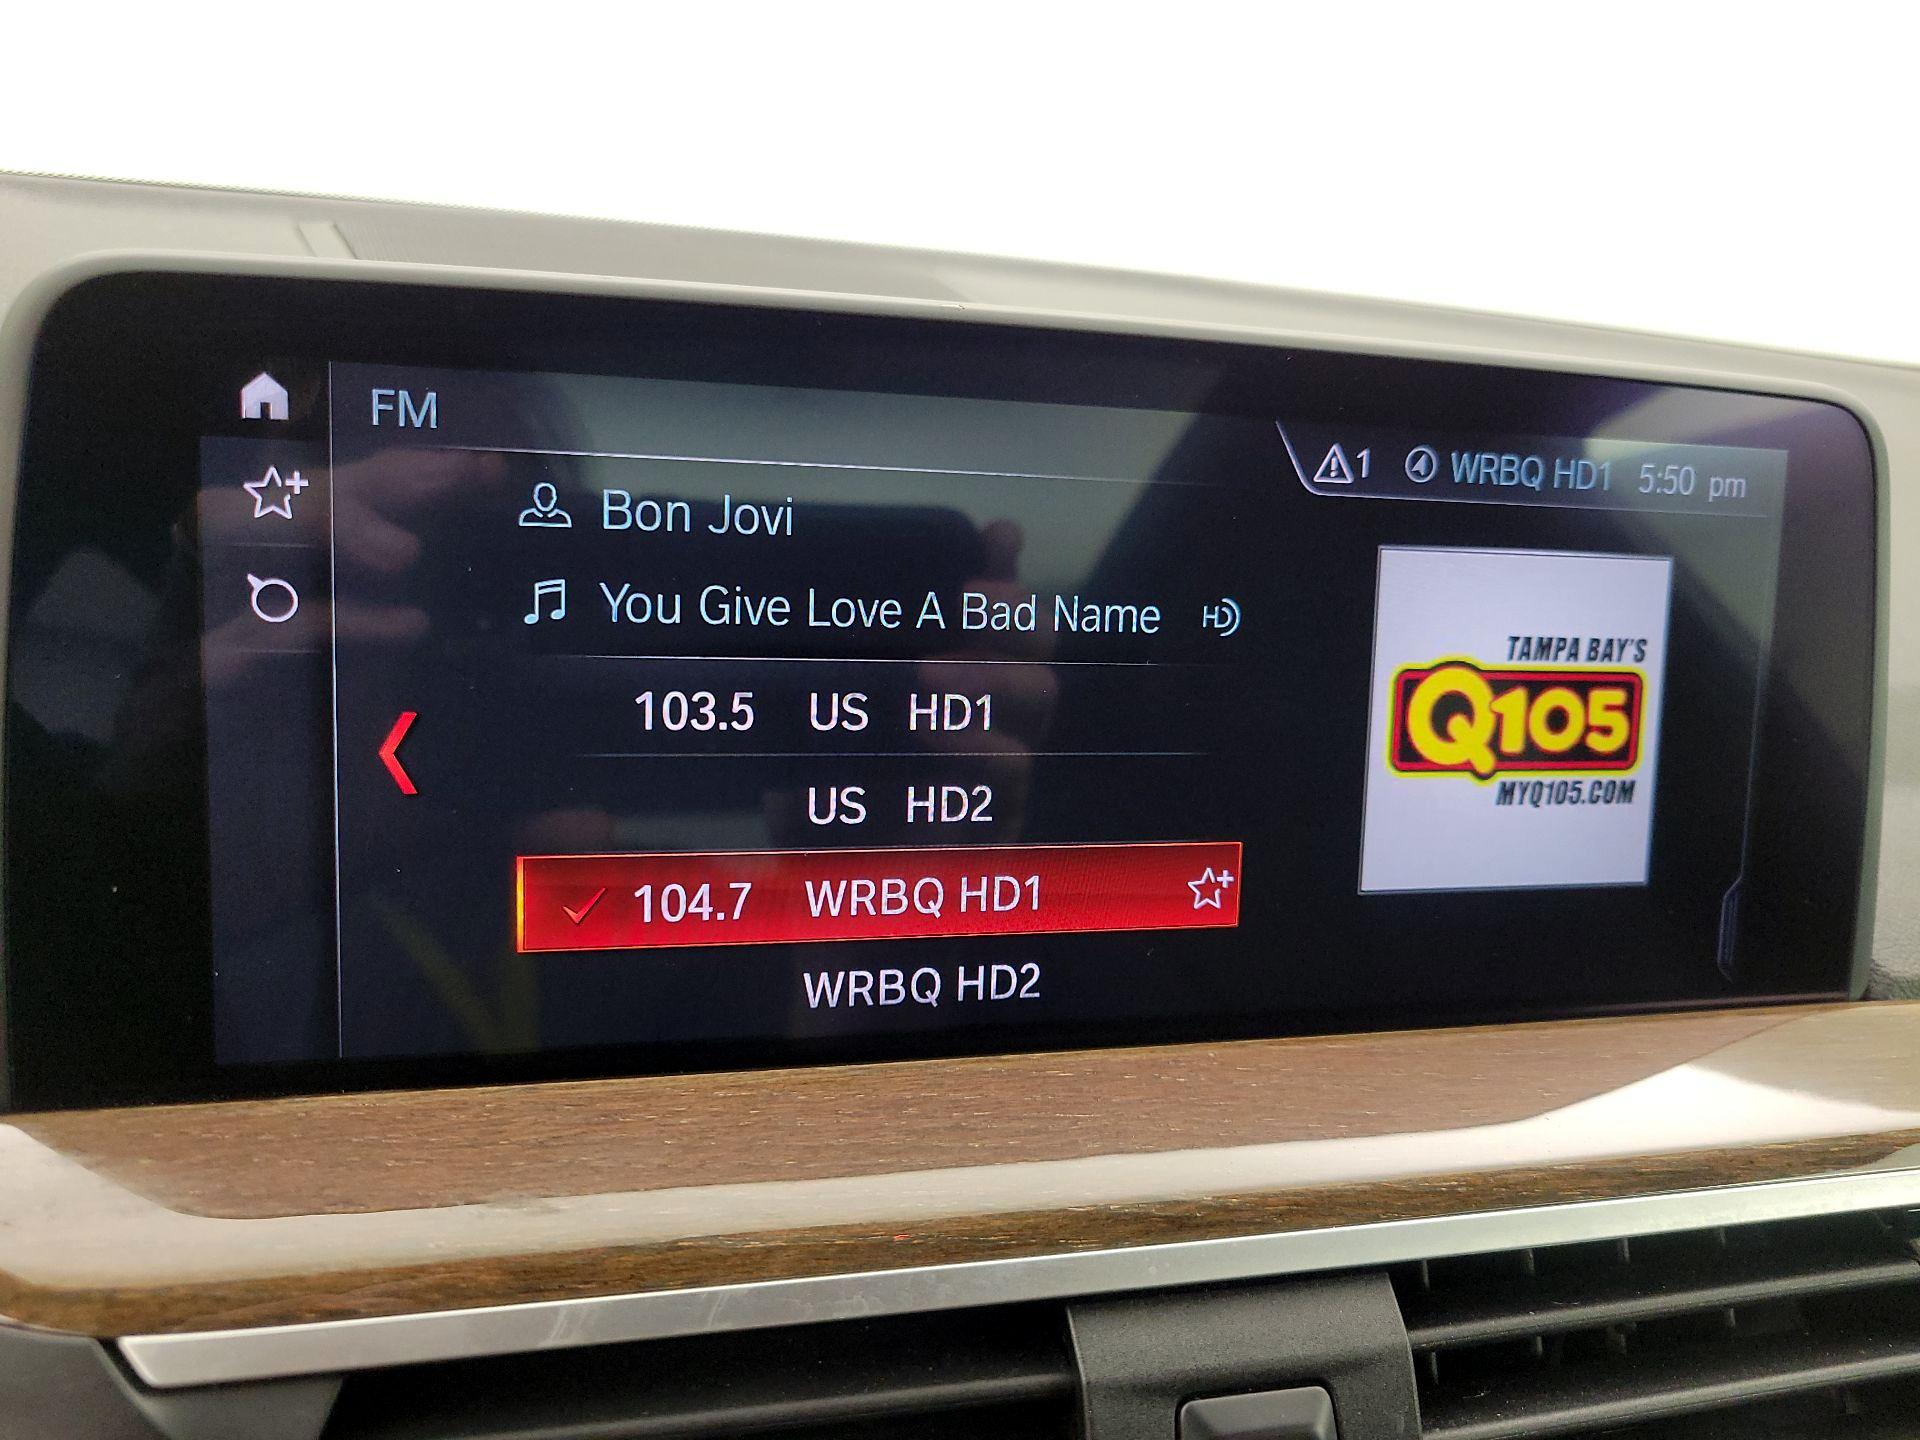 FM
1 WRBQ HD1 5:50 pm
Bon Jovi
You Give Love A Bad Name HD
103.5 US HD1
US HD2
104.7 WRBQ HD1
WRBQ HD2
TAMPA BAY'S
Q105
MYQ105.COM